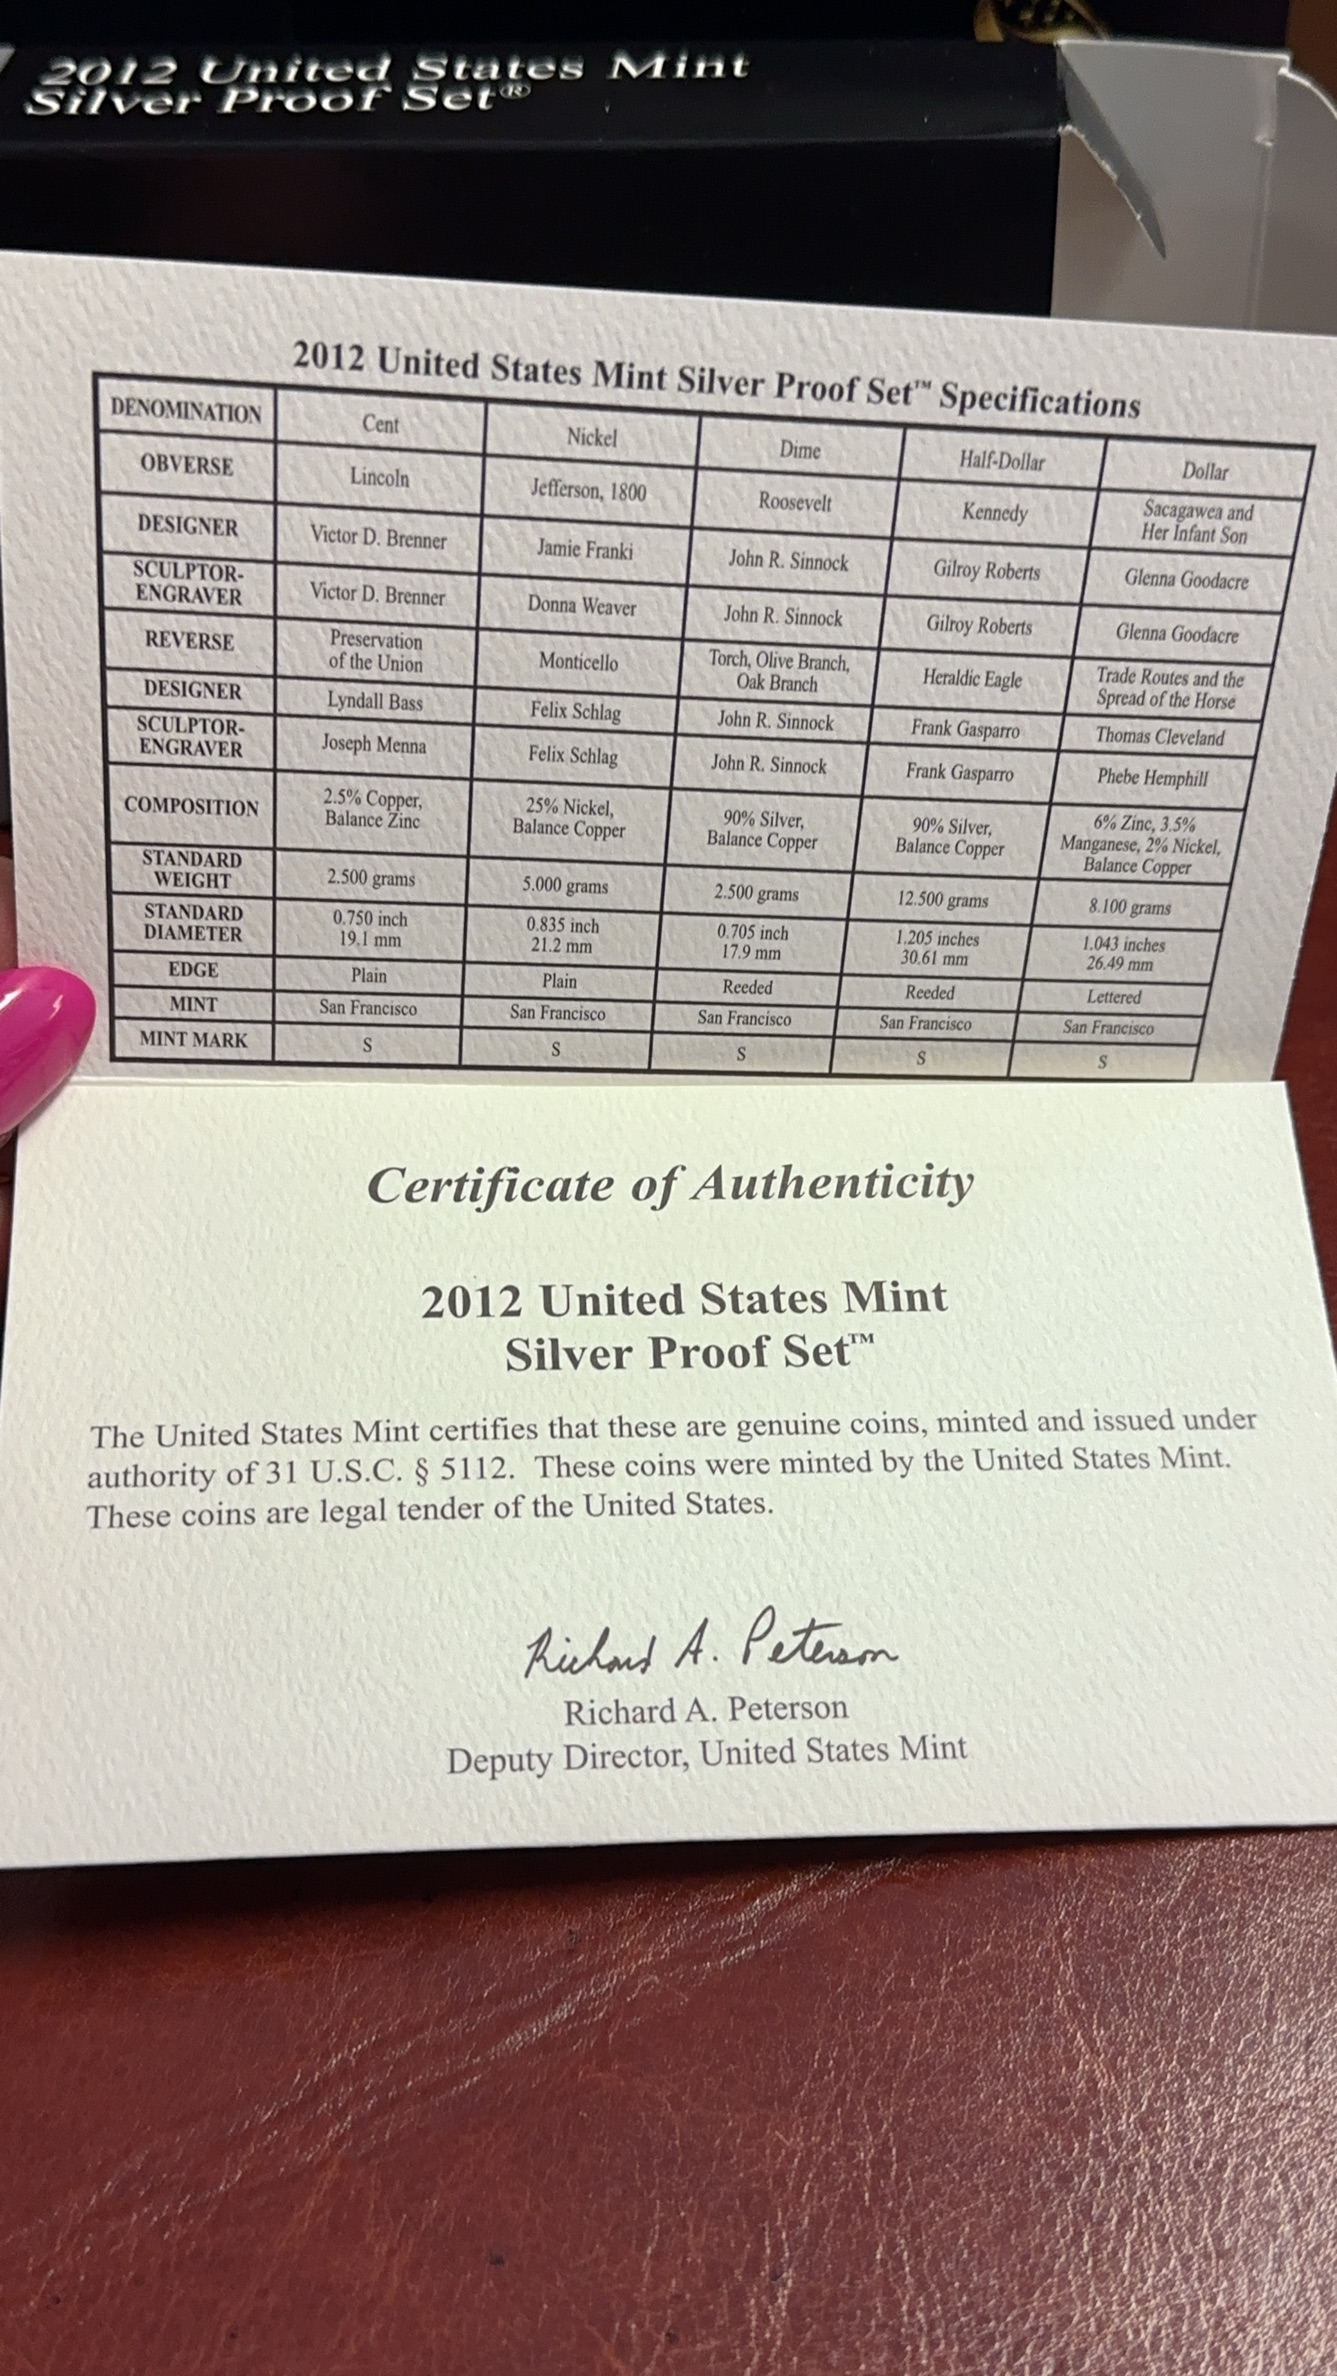 2012 United States Mint
Silver Proof Set®
2012 United States Mint Silver Proof Set™ Specifications
DENOMINATION Cent Nickel Dime Half-Dollar Dollar
OBVERSE Lincoln Jefferson, 1800 Roosevelt Kennedy Sacagawea and
Her Infant Son
DESIGNER Victor D. Brenner Jamie Franki John R. Sinnock Gilroy Roberts Glenna Goodacre
SCULPTOR-
ENGRAVER Victor D. Brenner Donna Weaver John R. Sinnock Gilroy Roberts Glenna Goodacre
REVERSE Preservation
of the Union Monticello Torch, Olive Branch,
Oak Branch Heraldic Eagle Trade Routes and the
Spread of the Horse
DESIGNER Lyndall Bass Felix Schlag John R. Sinnock Frank Gasparro Thomas Cleveland
SCULPTOR-
ENGRAVER Joseph Menna Felix Schlag John R. Sinnock Frank Gasparro Phebe Hemphill
COMPOSITION 2.5% Copper,
Balance Zinc 25% Nickel,
Balance Copper 90% Silver,
Balance Copper 90% Silver,
Balance Copper 6% Zinc, 3.5%
Manganese, 2% Nickel,
Balance Copper
STANDARD
WEIGHT 2.500 grams 5.000 grams 2.500 grams 12.500 grams 8.100 grams
STANDARD
DIAMETER 0.750 inch
19.1 mm 0.835 inch
21.2 mm 0.705 inch
17.9 mm 1.205 inches
30.61 mm 1.043 inches
26.49 mm
EDGE Plain Plain Reeded Reeded Lettered
MINT San Francisco San Francisco San Francisco San Francisco San Francisco
MINT MARK S S S S S
Certificate of Authenticity
2012 United States Mint
Silver Proof Set™
The United States Mint certifies that these are genuine coins, minted and issued under
authority of 31 U.S.C. § 5112. These coins were minted by the United States Mint.
These coins are legal tender of the United States.
Richard A. Peterson
Richard A. Peterson
Deputy Director, United States Mint